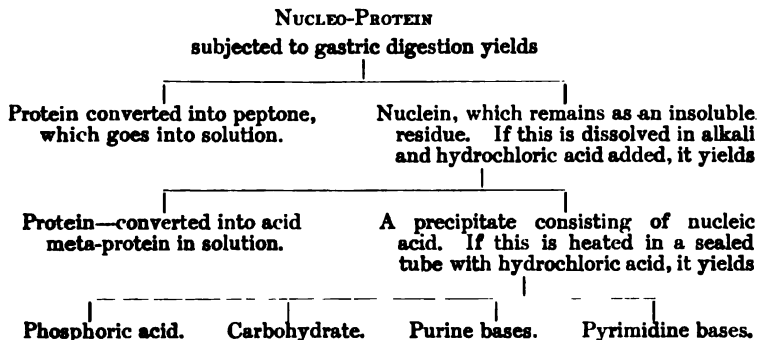 NUCLEO-PROTEIN
subjected to gastric digestion yields
Protein converted into peptone,
which goes into solution.
Nuclein, which remains as an insoluble
residue. If this is dissolved in alkali
and hydrochloric acid added, it yields
Protein—converted into acid
meta-protein in solution.
A precipitate consisting of nucleic
acid. If this is heated in a sealed
tube with hydrochloric acid, it yields
Phosphoric acid. Carbohydrate. Purine bases. Pyrimidine bases.